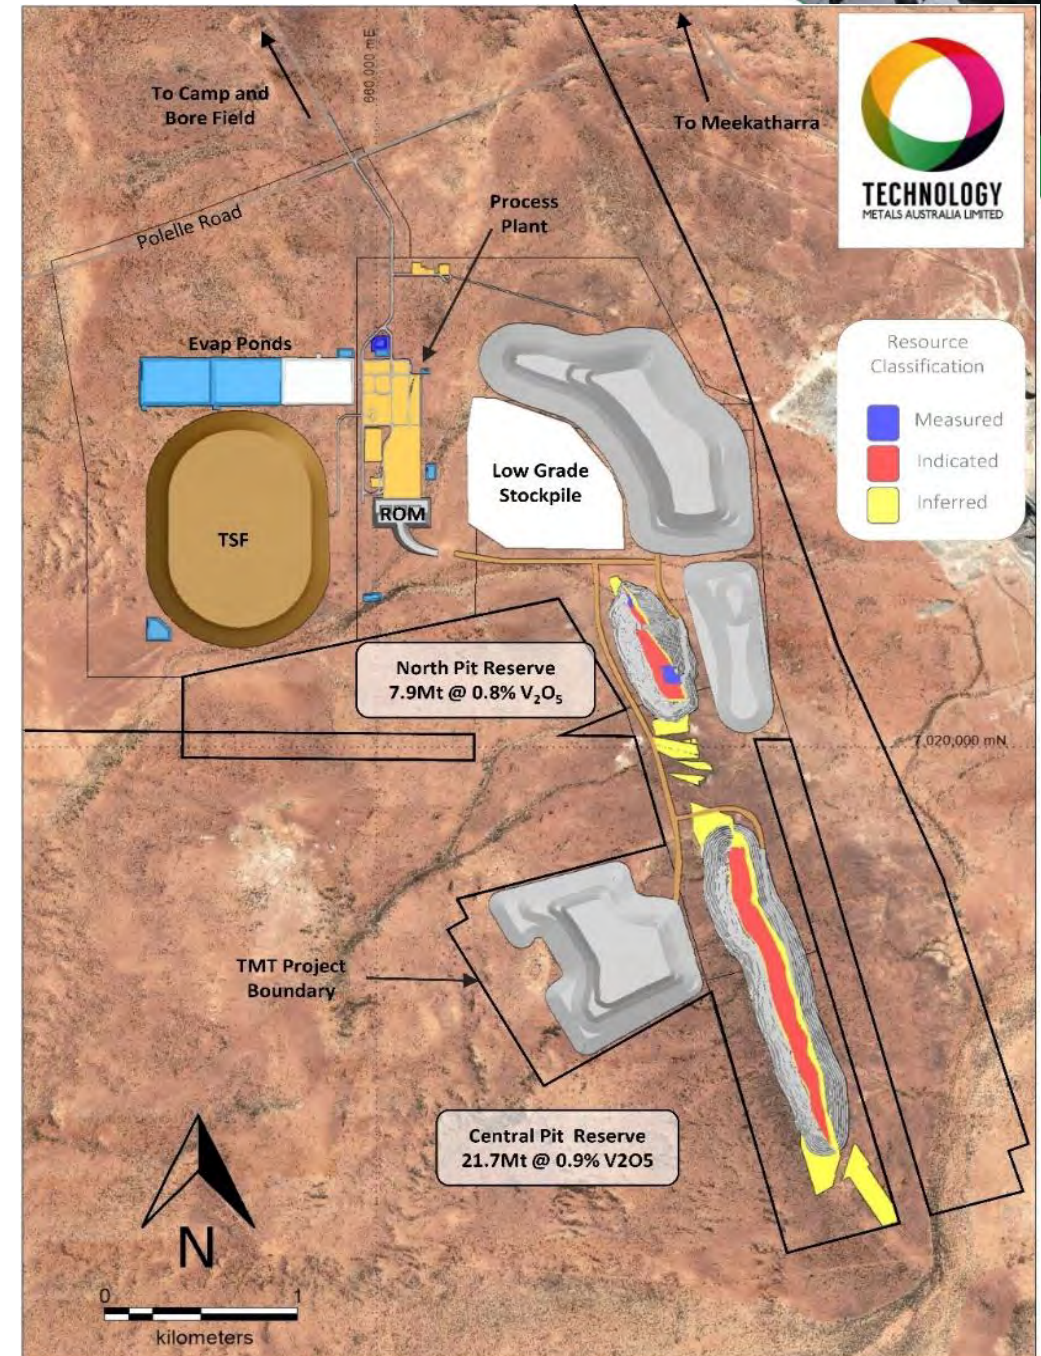 To Camp and
Bore Field
660,000 mE
To Meekatharra
TECHNOLOGY
METALS AUSTRALIA LIMITED
Polelle Road
Process
Plant
Evap Ponds
Resource
Classification
Measured
Indicated
Inferred
Low Grade
Stockpile
ROM
TSF
North Pit Reserve
7.9Mt @ 0.8% V₂O₅
7,020,000 mN
TMT Project
Boundary
Central Pit Reserve
21.7Mt @ 0.9% V2O5
N
0 1
kilometers